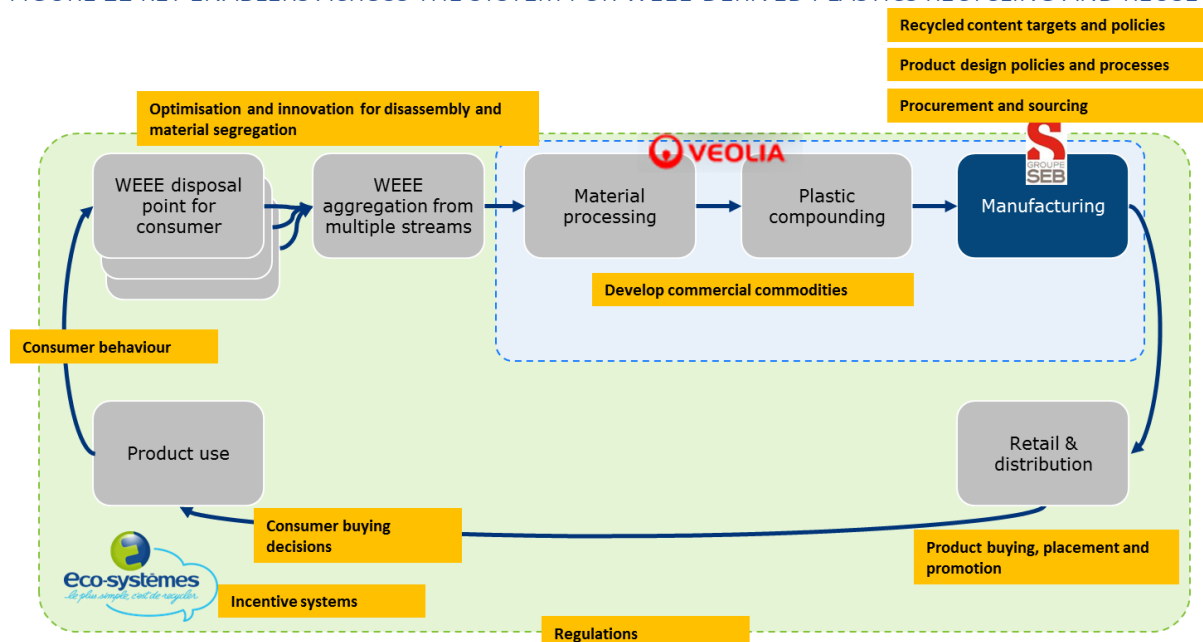 Recycled content targets and policies
Product design policies and processes
Procurement and sourcing
Optimisation and innovation for disassembly and
material segregation
VEOLIA
S
GROUPE
SEB
WEEE disposal
point for
consumer
WEEE
aggregation from
multiple streams
Material
processing
Plastic
compounding
Manufacturing
Develop commercial commodities
Consumer behaviour
Product use
Retail &
distribution
Consumer buying
decisions
Product buying, placement and
promotion
eco-systèmes
le plus simple, c'est de recycler
Incentive systems
Regulations